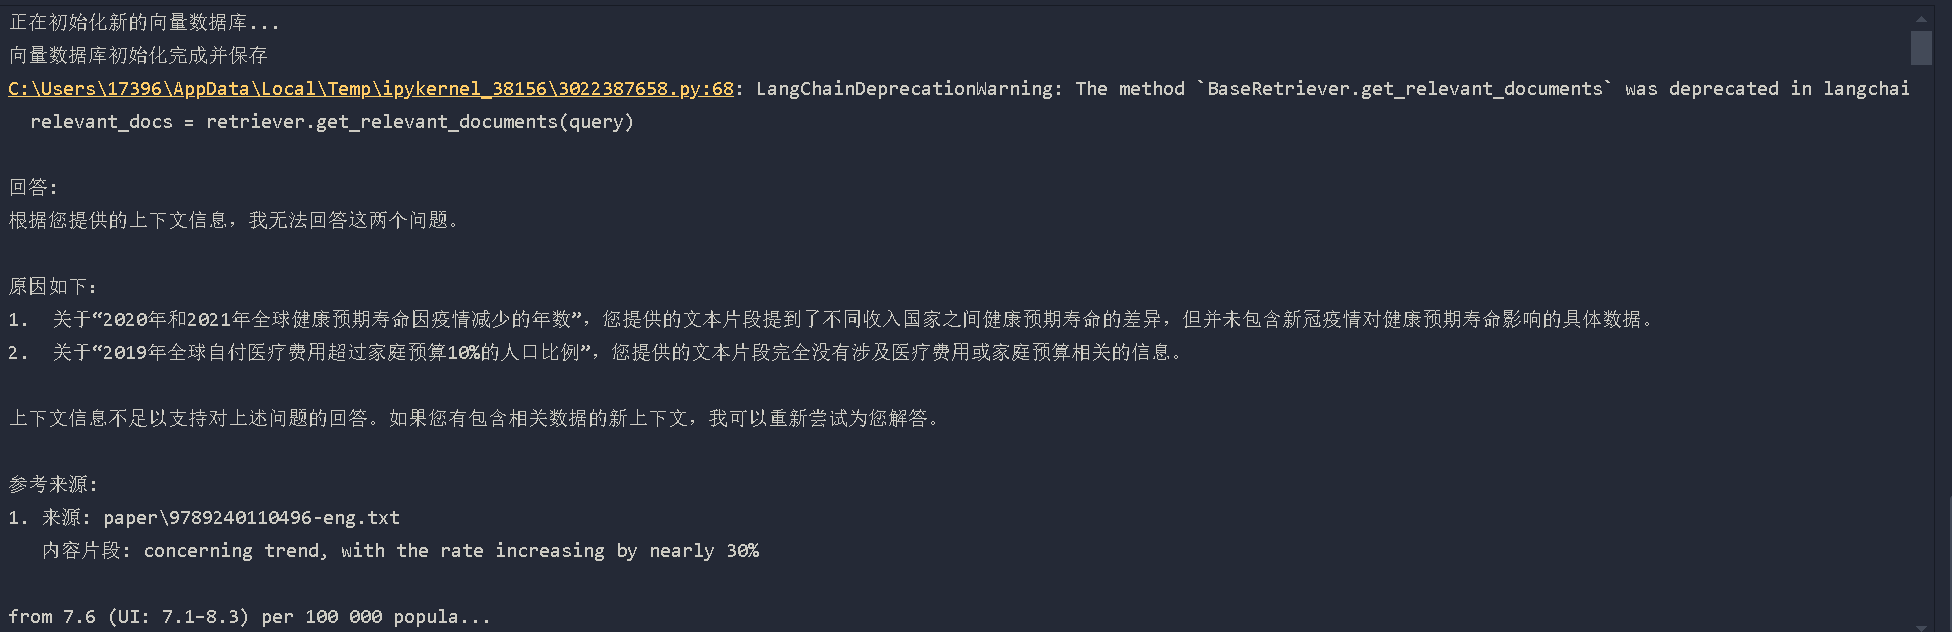 正在初始化新的向量数据库...
向量数据库初始化完成并保存
C:\Users\17396\AppData\Local\Temp\ipykernel_38156\3022387658.py:68: LangChainDeprecationWarning: The method `BaseRetriever.get_relevant_documents` was deprecated in langchai
relevant_docs = retriever.get_relevant_documents(query)
回答:
根据您提供的上下文信息，我无法回答这两个问题。
原因如下：
1.  关于“2020年和2021年全球健康预期寿命因疫情减少的年数”，您提供的文本片段提到了不同收入国家之间健康预期寿命的差异，但并未包含新冠疫情对健康预期寿命影响的具体数据。
2.  关于“2019年全球自付医疗费用超过家庭预算10%的人口比例”，您提供的文本片段完全没有涉及医疗费用或家庭预算相关的信息。
上下文信息不足以支持对上述问题的回答。如果您有包含相关数据的新上下文，我可以重新尝试为您解答。
参考来源:
1. 来源: paper\9789240110496-eng.txt
内容片段: concerning trend, with the rate increasing by nearly 30%
from 7.6 (UI: 7.1–8.3) per 100 000 popula...